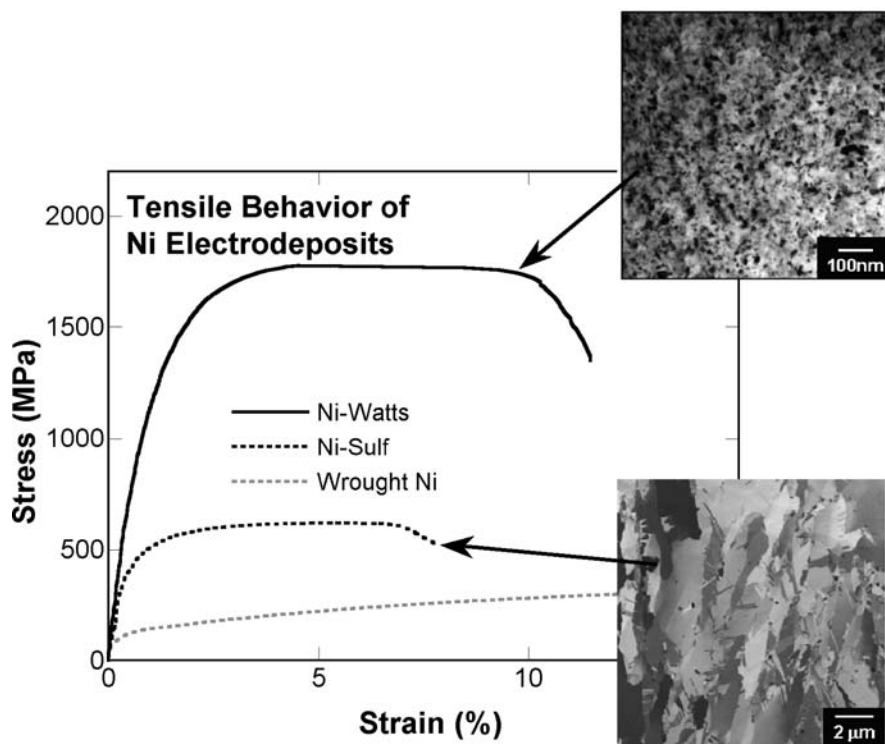 Tensile Behavior of
Ni Electrodeposits
2000
1500
1000
500
0
Stress (MPa)
Ni-Watts
Ni-Sulf
Wrought Ni
0
5
10
Strain (%)
100nm
2 μm